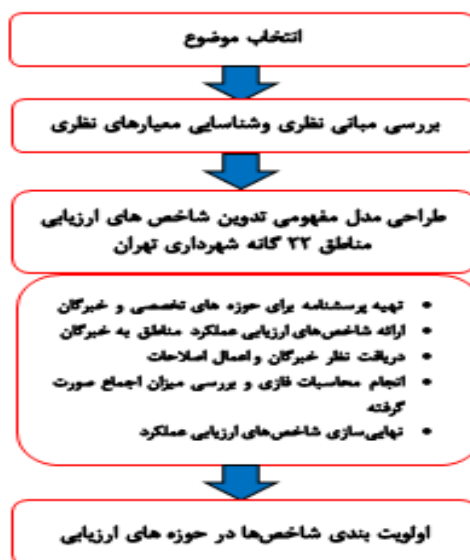 انتخاب موضوع
بررسی مبانی نظری وشناسایی معیارهای نظری
طراحی مدل مفهومی تدوین شاخص های ارزیابی
مناطق ۲۲ گانه شهرداری تهران
• تهیه پرسشنامه برای حوزه های تخصصی و خبرگان
• ارائه شاخص‌های ارزیابی عملکرد مناطق به خبرگان
• دریافت نظر خبرگان و اعمال اصلاحات
• انجام محاسبات فازی و بررسی میزان اجماع صورت
گرفته
• نهایی‌سازی شاخص‌های ارزیابی عملکرد
اولویت بندی شاخص‌ها در حوزه های ارزیابی